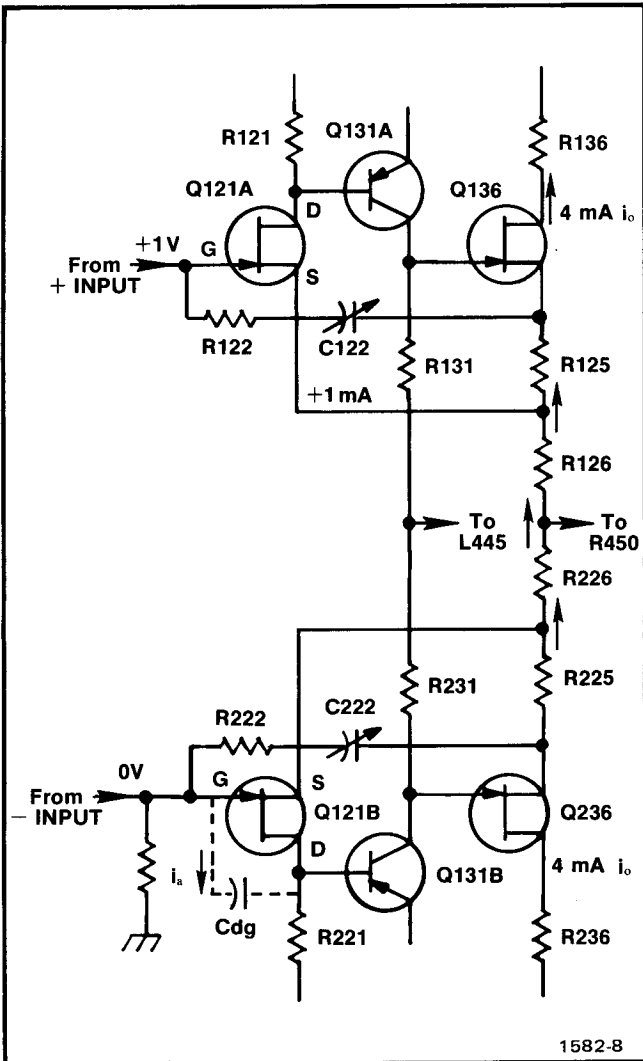 R121
Q131A
R136
Q121A
Q136
D
4 mA iₒ
+1V
G
From
+ INPUT
S
R122
C122
R131
R125
+1mA
R126
To
L445
To
R450
R226
R231
R225
R222
C222
0V
G
S
From
− INPUT
Q121B
Q236
D
iₐ
Q131B
4 mA iₒ
Cdg
R221
R236
1582-8